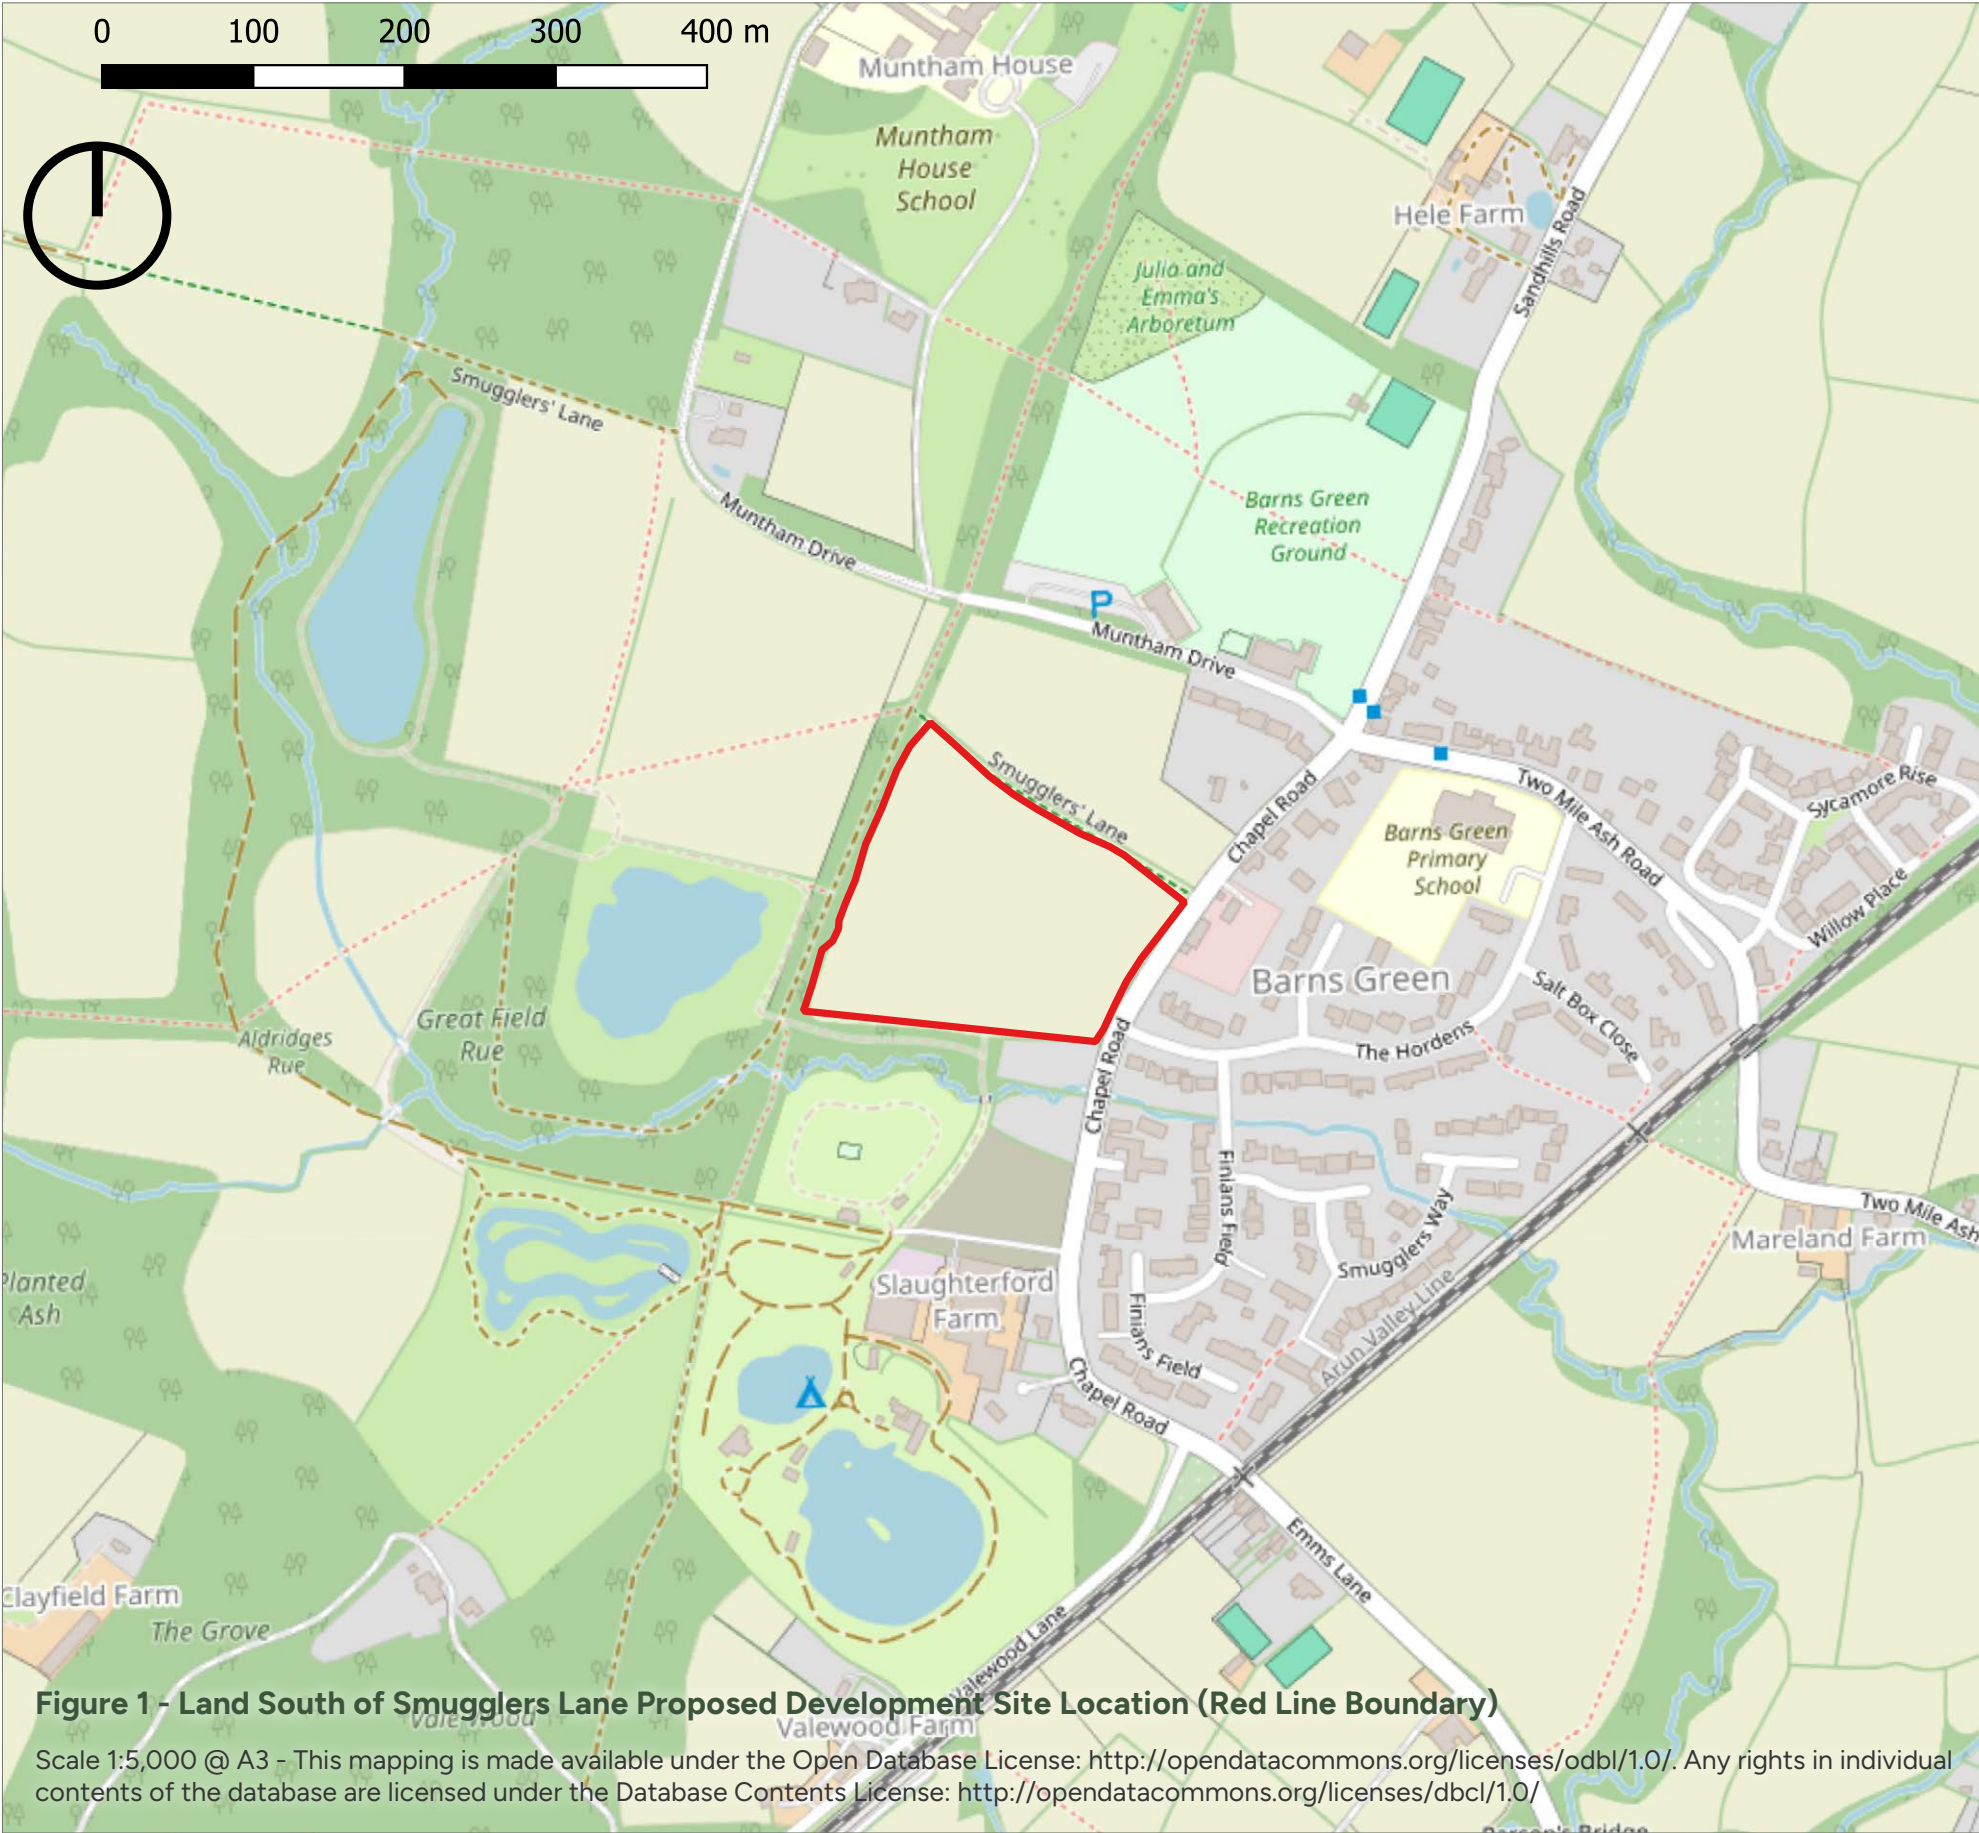 0 100 200 300 400 m
Muntham House
Muntham
House
School
Hele Farm
Sandhills Road
Julia and
Emma's
Arboretum
Smugglers' Lane
Muntham Drive
Barns Green
Recreation
Ground
P
Muntham Drive
Smugglers' Lane
Chapel Road
Two Mile Ash Road
Sycamore Rise
Barns Green
Primary
School
Willow Place
Barns Green
Salt Box Close
Great Field
Rue
Aldridges
Rue
The Hordens
Chapel Road
Finians Field
Smugglers Way
Two Mile Ash
Mareland Farm
Planted
Ash
Slaughterford
Farm
Finians Field
Arun Valley Line
Chapel Road
Emms Lane
Clayfield Farm
The Grove
Valewood Lane
Figure 1 - Land South of Smugglers Lane Proposed Development Site Location (Red Line Boundary)
Vale Wood
Valewood Farm
Scale 1:5,000 @ A3 - This mapping is made available under the Open Database License: http://opendatacommons.org/licenses/odbl/1.0/. Any rights in individual
contents of the database are licensed under the Database Contents License: http://opendatacommons.org/licenses/dbcl/1.0/
Parson's Bridge